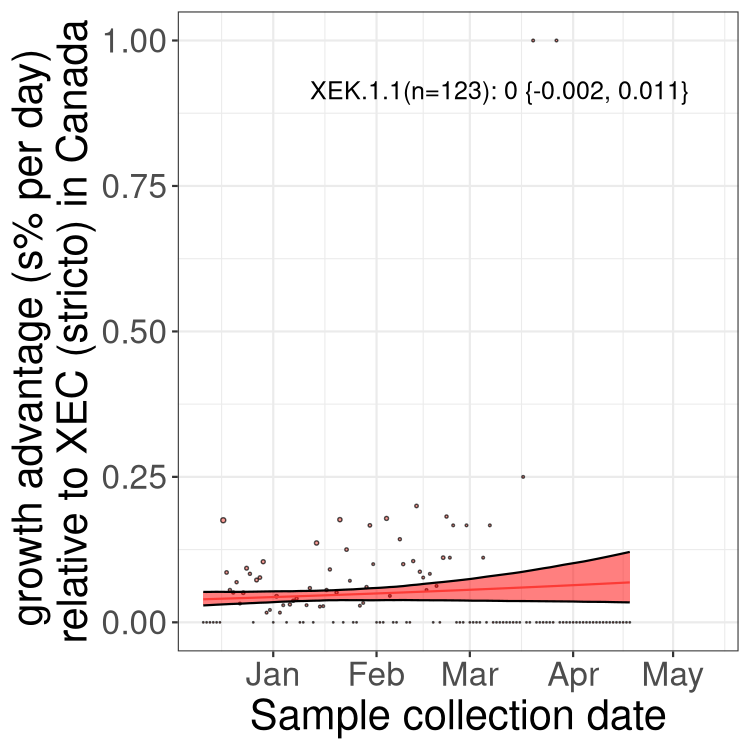 growth advantage (s% per day)
relative to XEC (stricto) in Canada
1.00
0.75
0.50
0.25
0.00
XEK.1.1(n=123): 0 {-0.002, 0.011}
Jan Feb Mar Apr May
Sample collection date